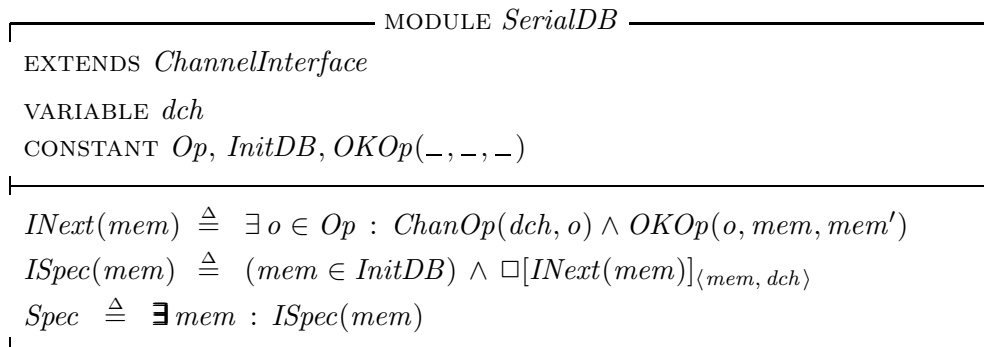 MODULE SerialDB
EXTENDS ChannelInterface
VARIABLE dch
CONSTANT Op, InitDB, OKOp(_, _, _)
INext(mem) ≜ ∃ o ∈ Op : ChanOp(dch, o) ∧ OKOp(o, mem, mem′)
ISpec(mem) ≜ (mem ∈ InitDB) ∧ □[INext(mem)]⟨mem, dch⟩
Spec ≜ ∃ mem : ISpec(mem)